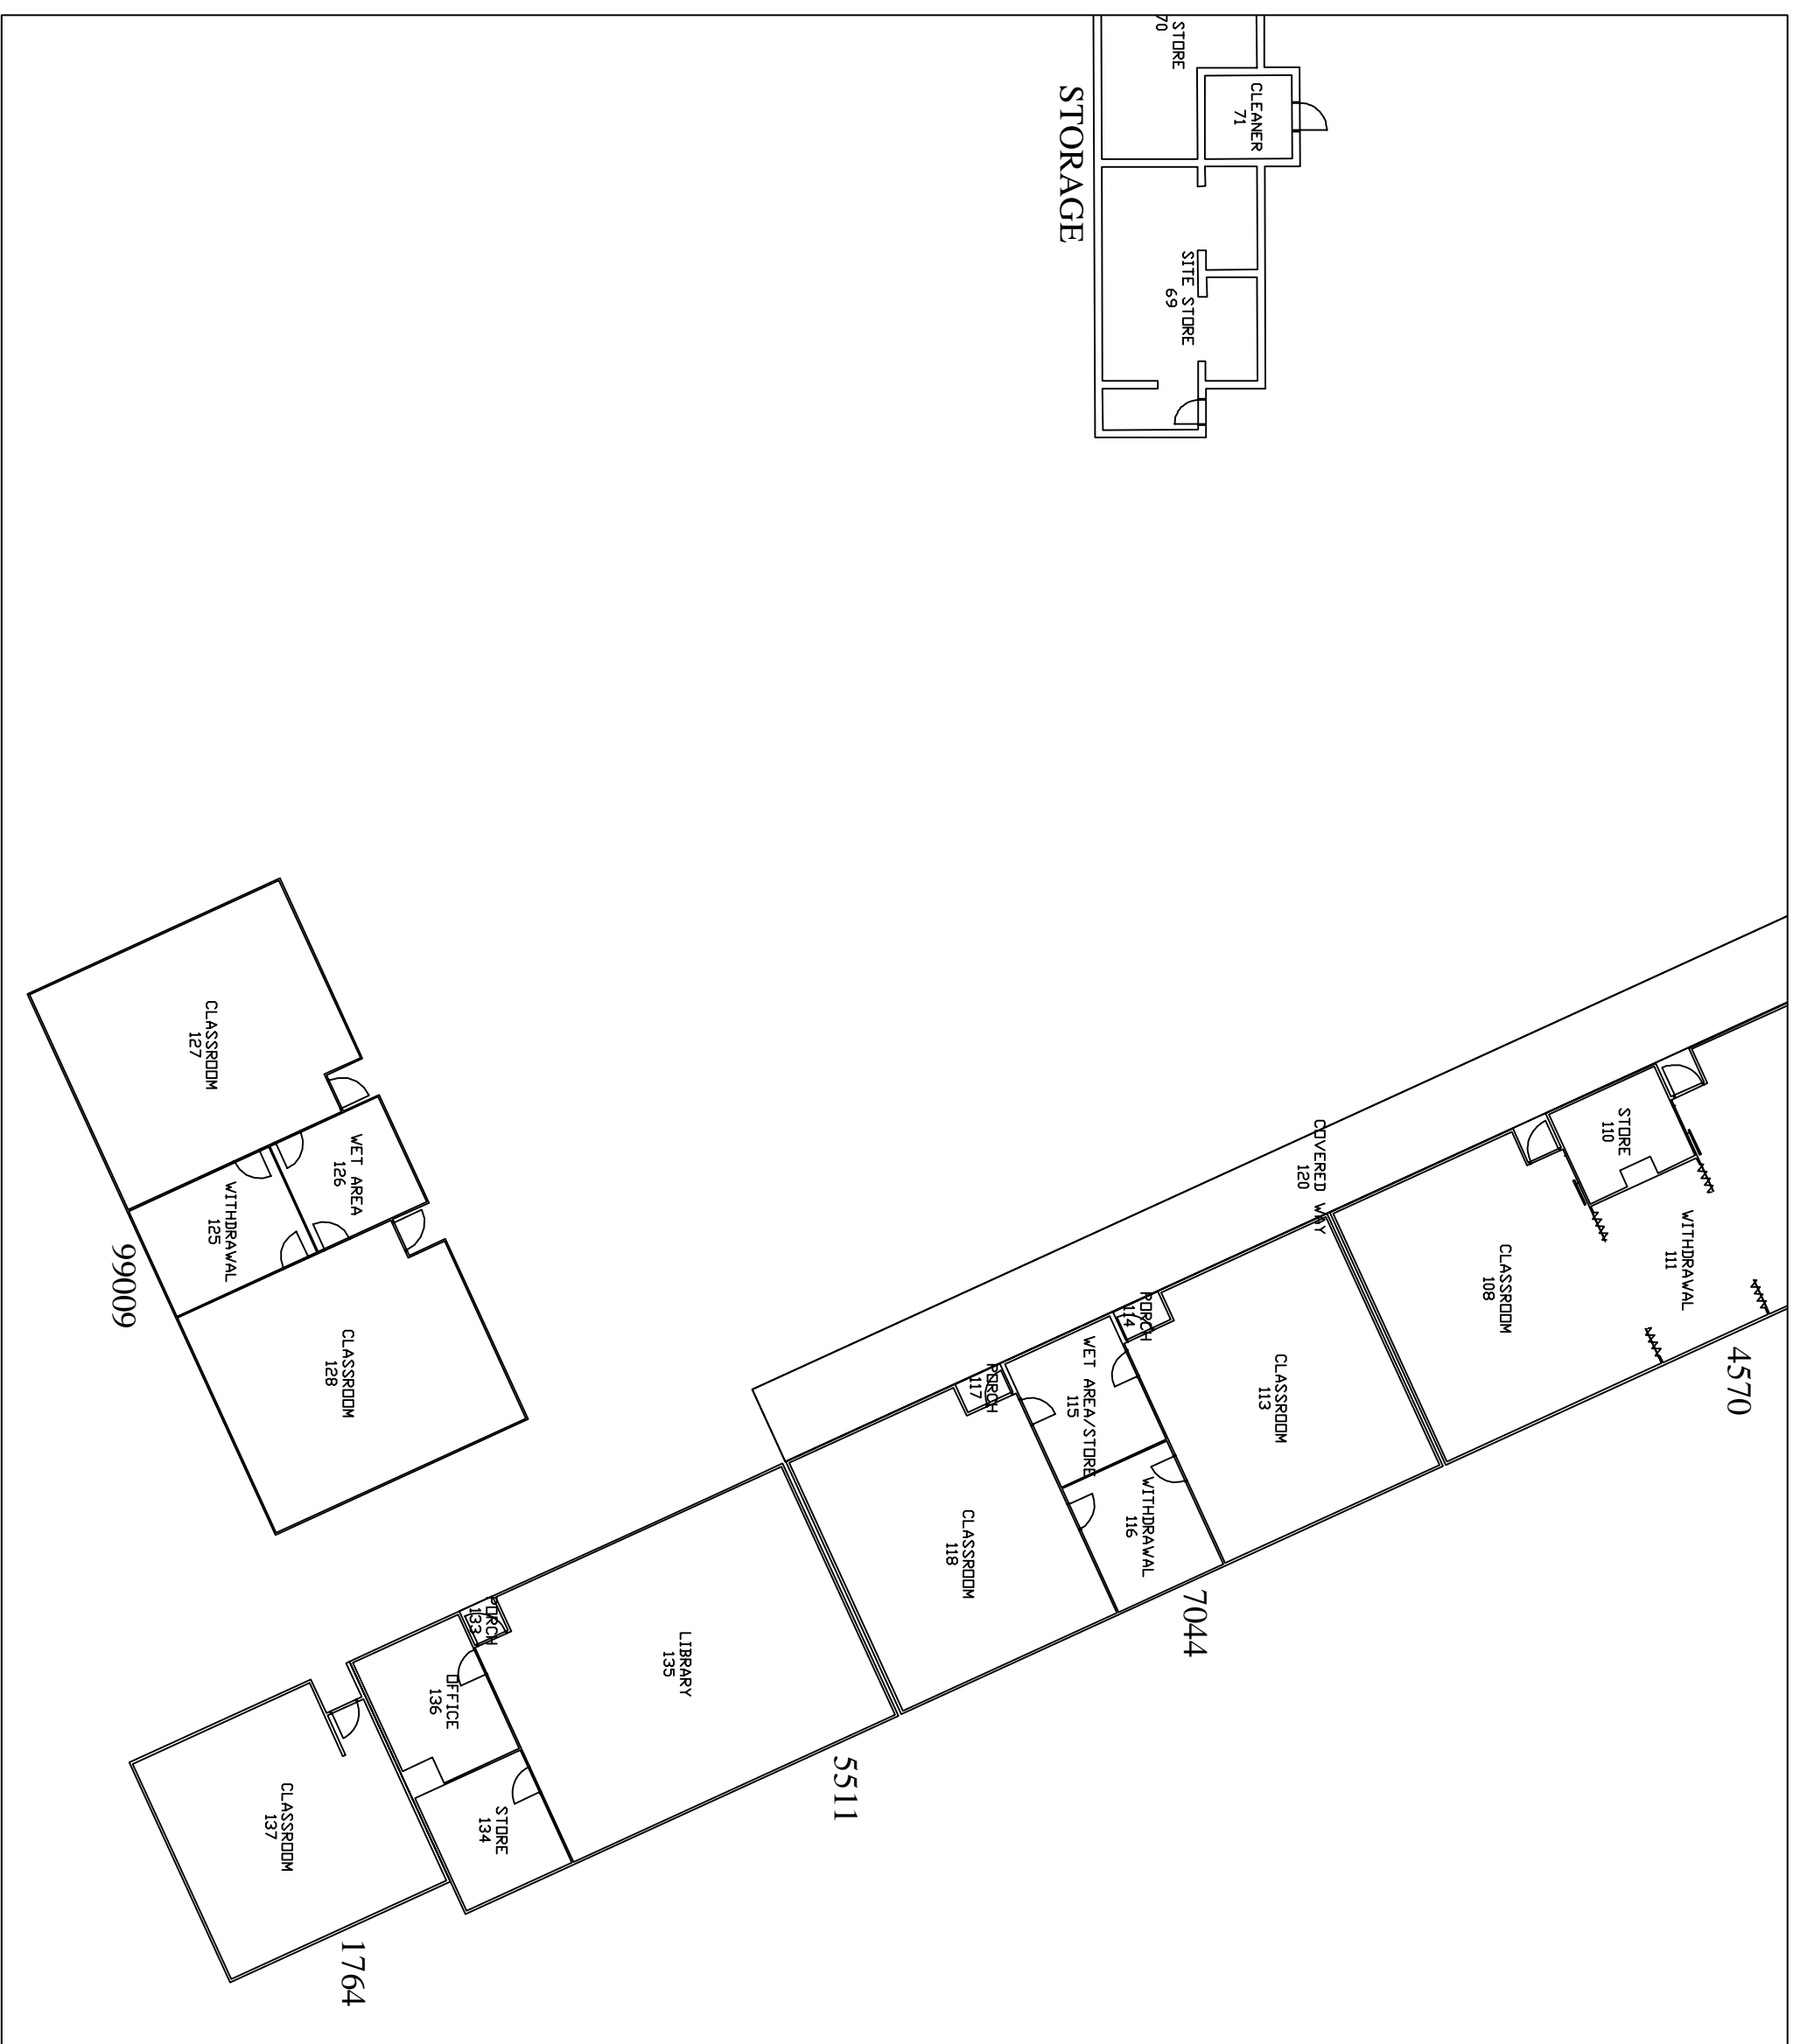 STORE
70
CLEANER
71
STORAGE
SITE STORE
69
4570
WITHDRAWAL
111
STORE
110
CLASSROOM
108
COVERED WAY
120
CLASSROOM
113
PORCH
114
WET AREA/STORE
115
WITHDRAWAL
116
7044
PORCH
117
CLASSROOM
118
5511
LIBRARY
135
PORCH
133
OFFICE
136
STORE
134
CLASSROOM
137
1764
CLASSROOM
127
WET AREA
126
WITHDRAWAL
125
CLASSROOM
128
99009